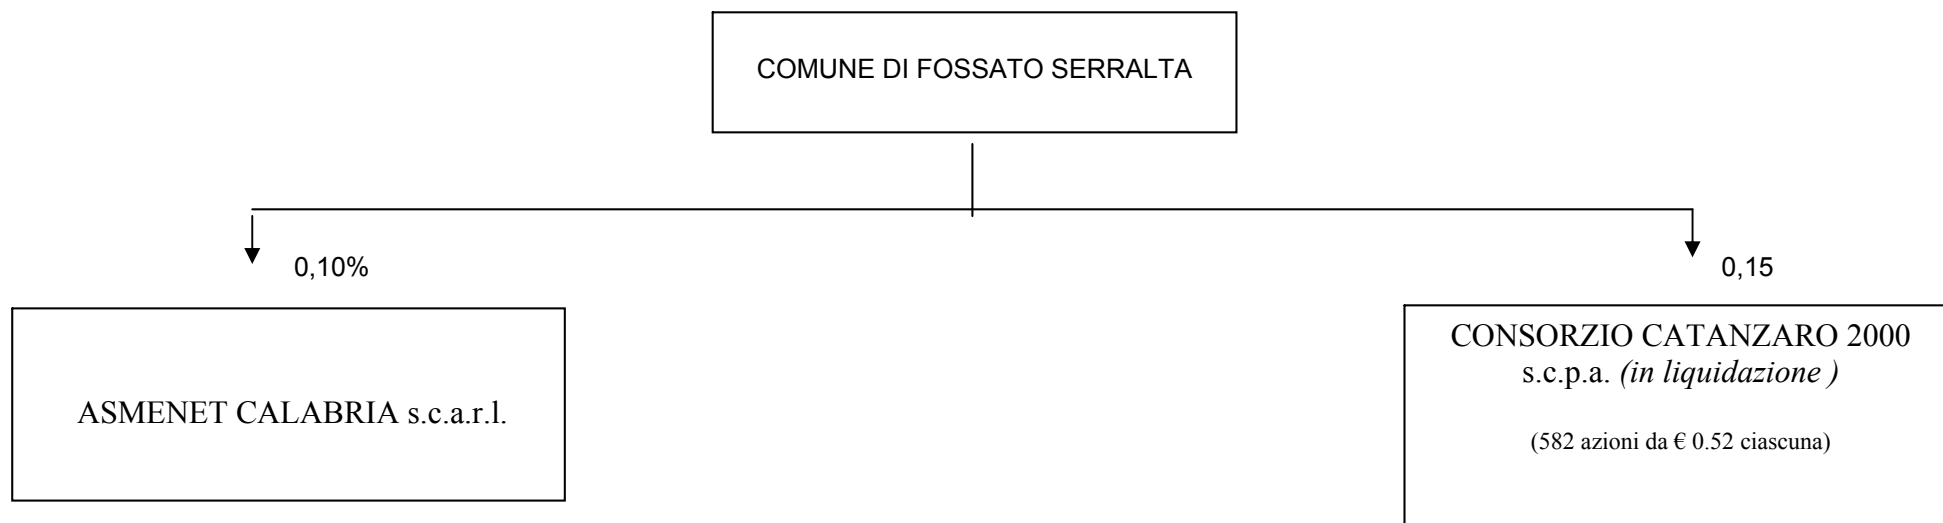 COMUNE DI FOSSATO SERRALTA
0,10%
0,15
ASMENET CALABRIA s.c.a.r.l.
CONSORZIO CATANZARO 2000
s.c.p.a. (in liquidazione )
(582 azioni da € 0.52 ciascuna)